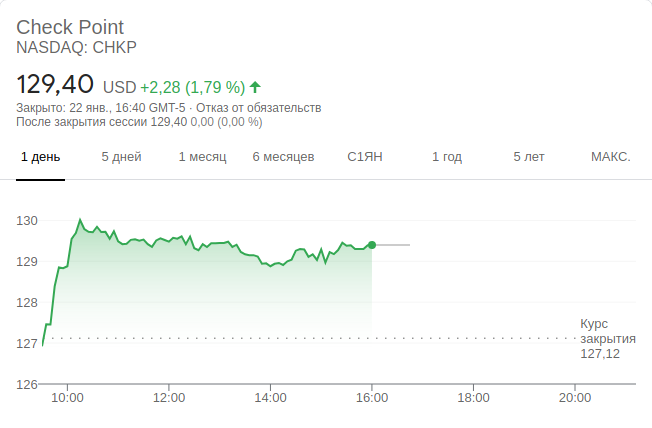 Check Point
NASDAQ: CHKP
129,40 USD +2,28 (1,79 %)
Закрыто: 22 янв., 16:40 GMT-5 · Отказ от обязательств
После закрытия сессии 129,40 0,00 (0,00 %)
1 день 5 дней 1 месяц 6 месяцев С1ЯН 1 год 5 лет МАКС.
130
129
128
Курс
127 закрытия
127,12
126
10:00 12:00 14:00 16:00 18:00 20:00